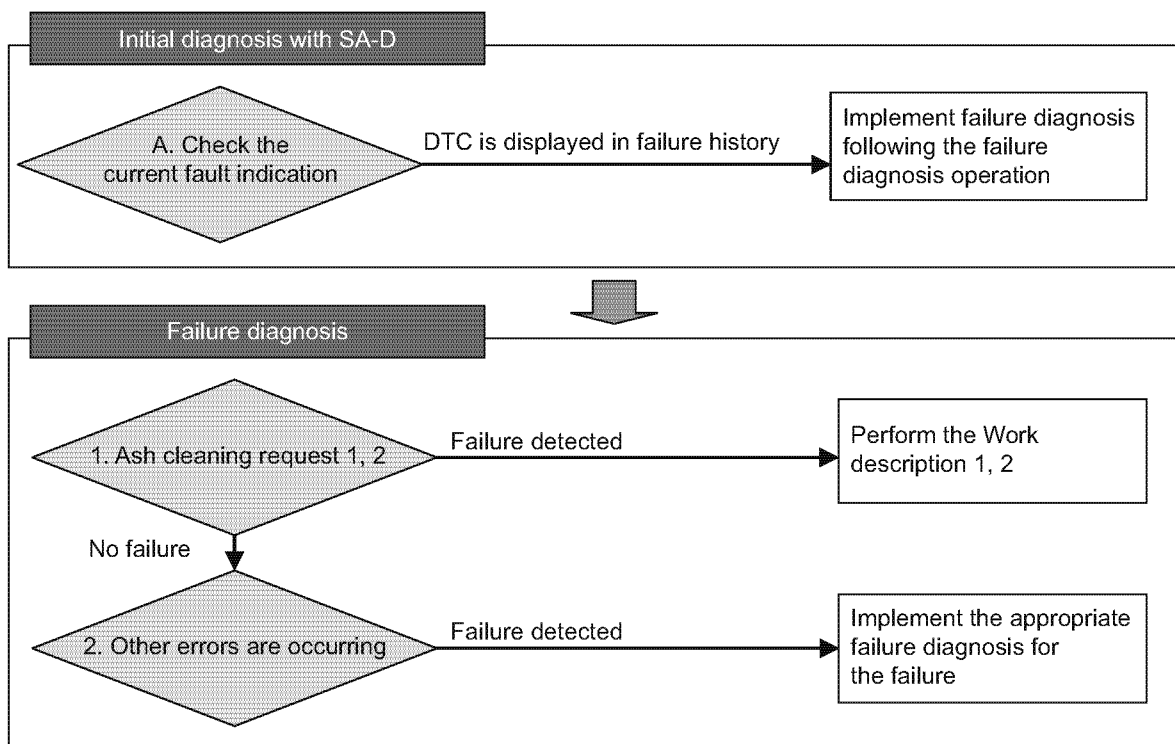 Initial diagnosis with SA-D
A. Check the
current fault indication
DTC is displayed in failure history
Implement failure diagnosis
following the failure
diagnosis operation
Failure diagnosis
1. Ash cleaning request 1, 2
Failure detected
Perform the Work
description 1, 2
No failure
2. Other errors are occurring
Failure detected
Implement the appropriate
failure diagnosis for
the failure